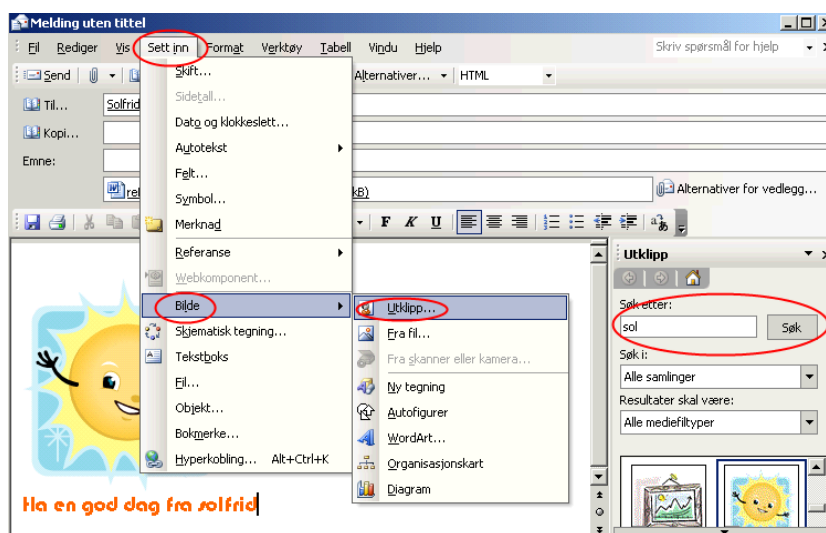 Melding uten tittel
Fil Rediger Vis Sett inn Format Verktøy Tabell Vindu Hjelp Skriv spørsmål for hjelp
Send Alternativer... HTML
Til... Solfrid
Kopi...
Emne:
kB) Alternativer for vedlegg...
F K U
Skift...
Sidetall...
Dato og klokkeslett...
Autotekst
Felt...
Symbol...
Merknad
Referanse
Webkomponent...
Bilde
Skjematisk tegning...
Tekstboks
Fil...
Objekt...
Bokmerke...
Hyperkobling... Alt+Ctrl+K
Utklipp...
Fra fil...
Fra skanner eller kamera...
Ny tegning
Autofigurer
WordArt...
Organisasjonskart
Diagram
Utklipp
Søk etter:
sol Søk
Søk i:
Alle samlinger
Resultater skal være:
Alle mediefiltyper
Ha en god dag fra solfrid